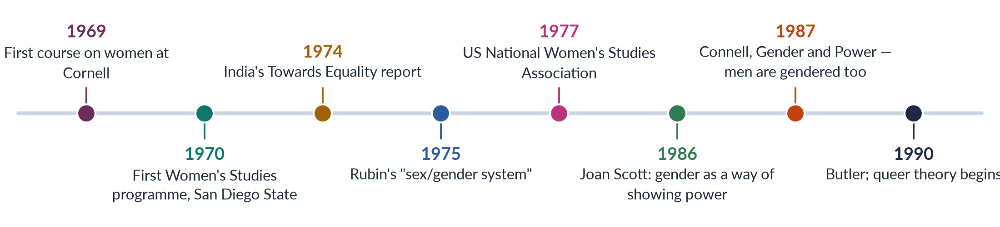 1969
First course on women at
Cornell
1970
First Women's Studies
programme, San Diego State
1974
India's Towards Equality report
1975
Rubin's "sex/gender system"
1977
US National Women's Studies
Association
1986
Joan Scott: gender as a way of
showing power
1987
Connell, Gender and Power —
men are gendered too
1990
Butler; queer theory begins